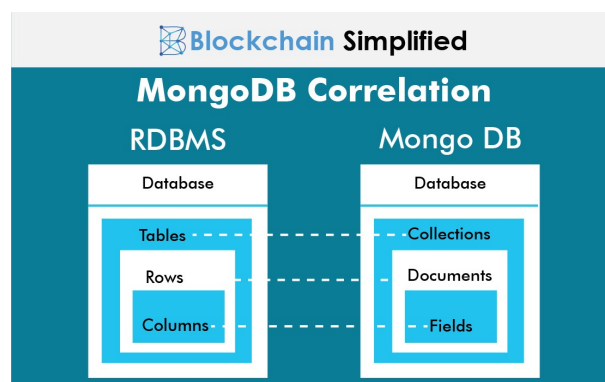 Blockchain Simplified
MongoDB Correlation
RDBMS
Mongo DB
Database
Database
Tables
Collections
Rows
Documents
Columns
Fields